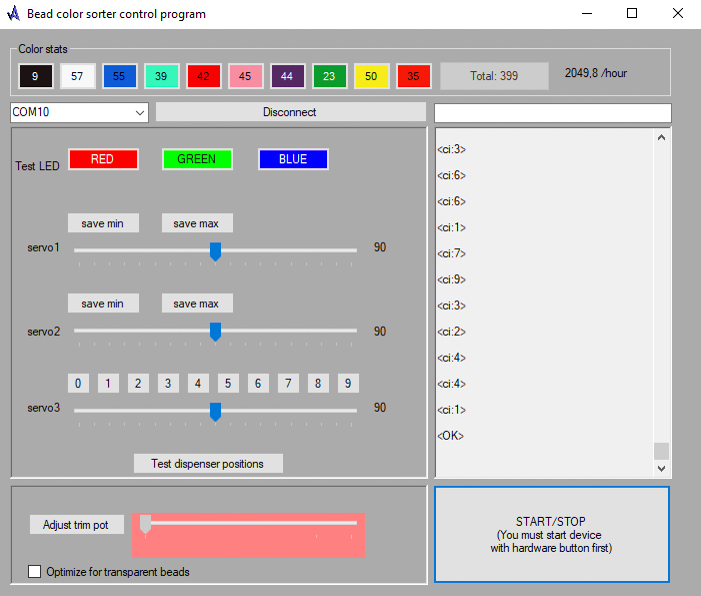 Bead color sorter control program
Color stats
9 57 55 39 42 45 44 23 50 35 Total: 399 2049,8 /hour
COM10 Disconnect
Test LED RED GREEN BLUE
save min save max
servo1 90
save min save max
servo2 90
0 1 2 3 4 5 6 7 8 9
servo3 90
Test dispenser positions
<ci:3>
<ci:6>
<ci:6>
<ci:1>
<ci:7>
<ci:9>
<ci:3>
<ci:2>
<ci:4>
<ci:4>
<ci:1>
<OK>
Adjust trim pot
Optimize for transparent beads
START/STOP
(You must start device
with hardware button first)